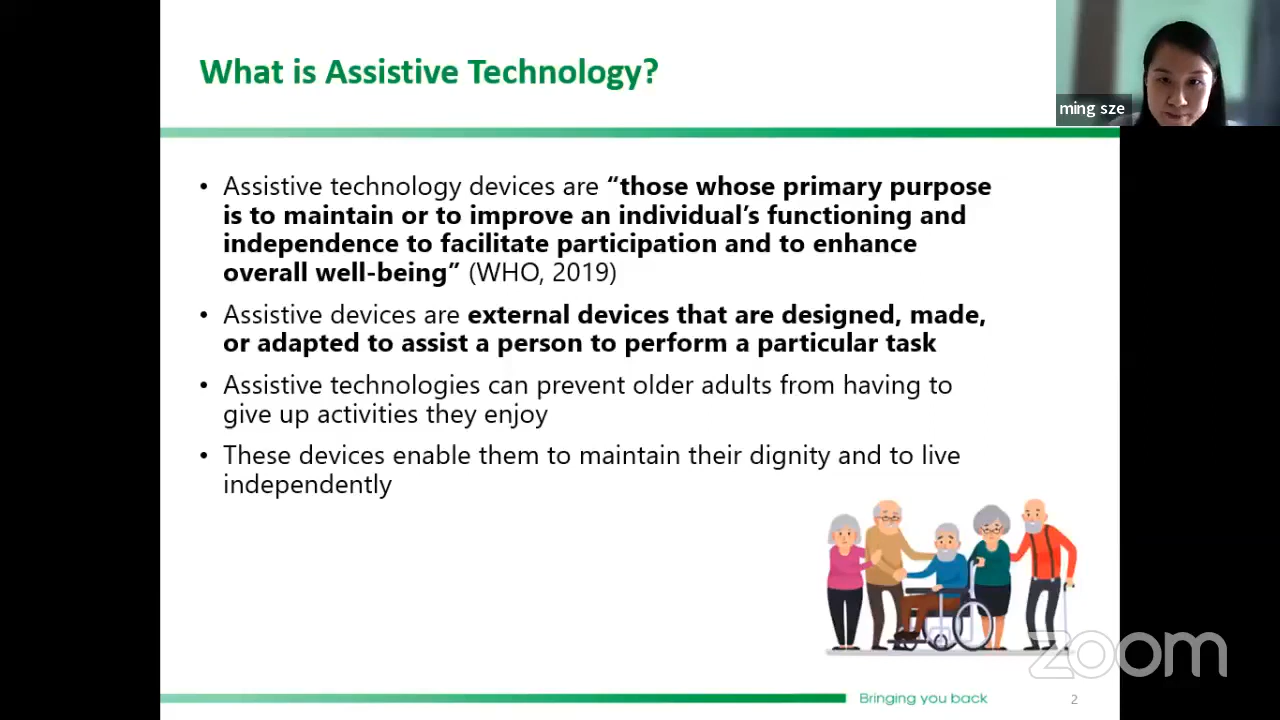 What is Assistive Technology?
ming sze
• Assistive technology devices are “those whose primary purpose
is to maintain or to improve an individual’s functioning and
independence to facilitate participation and to enhance
overall well-being” (WHO, 2019)
• Assistive devices are external devices that are designed, made,
or adapted to assist a person to perform a particular task
• Assistive technologies can prevent older adults from having to
give up activities they enjoy
• These devices enable them to maintain their dignity and to live
independently
zoom
Bringing you back
2